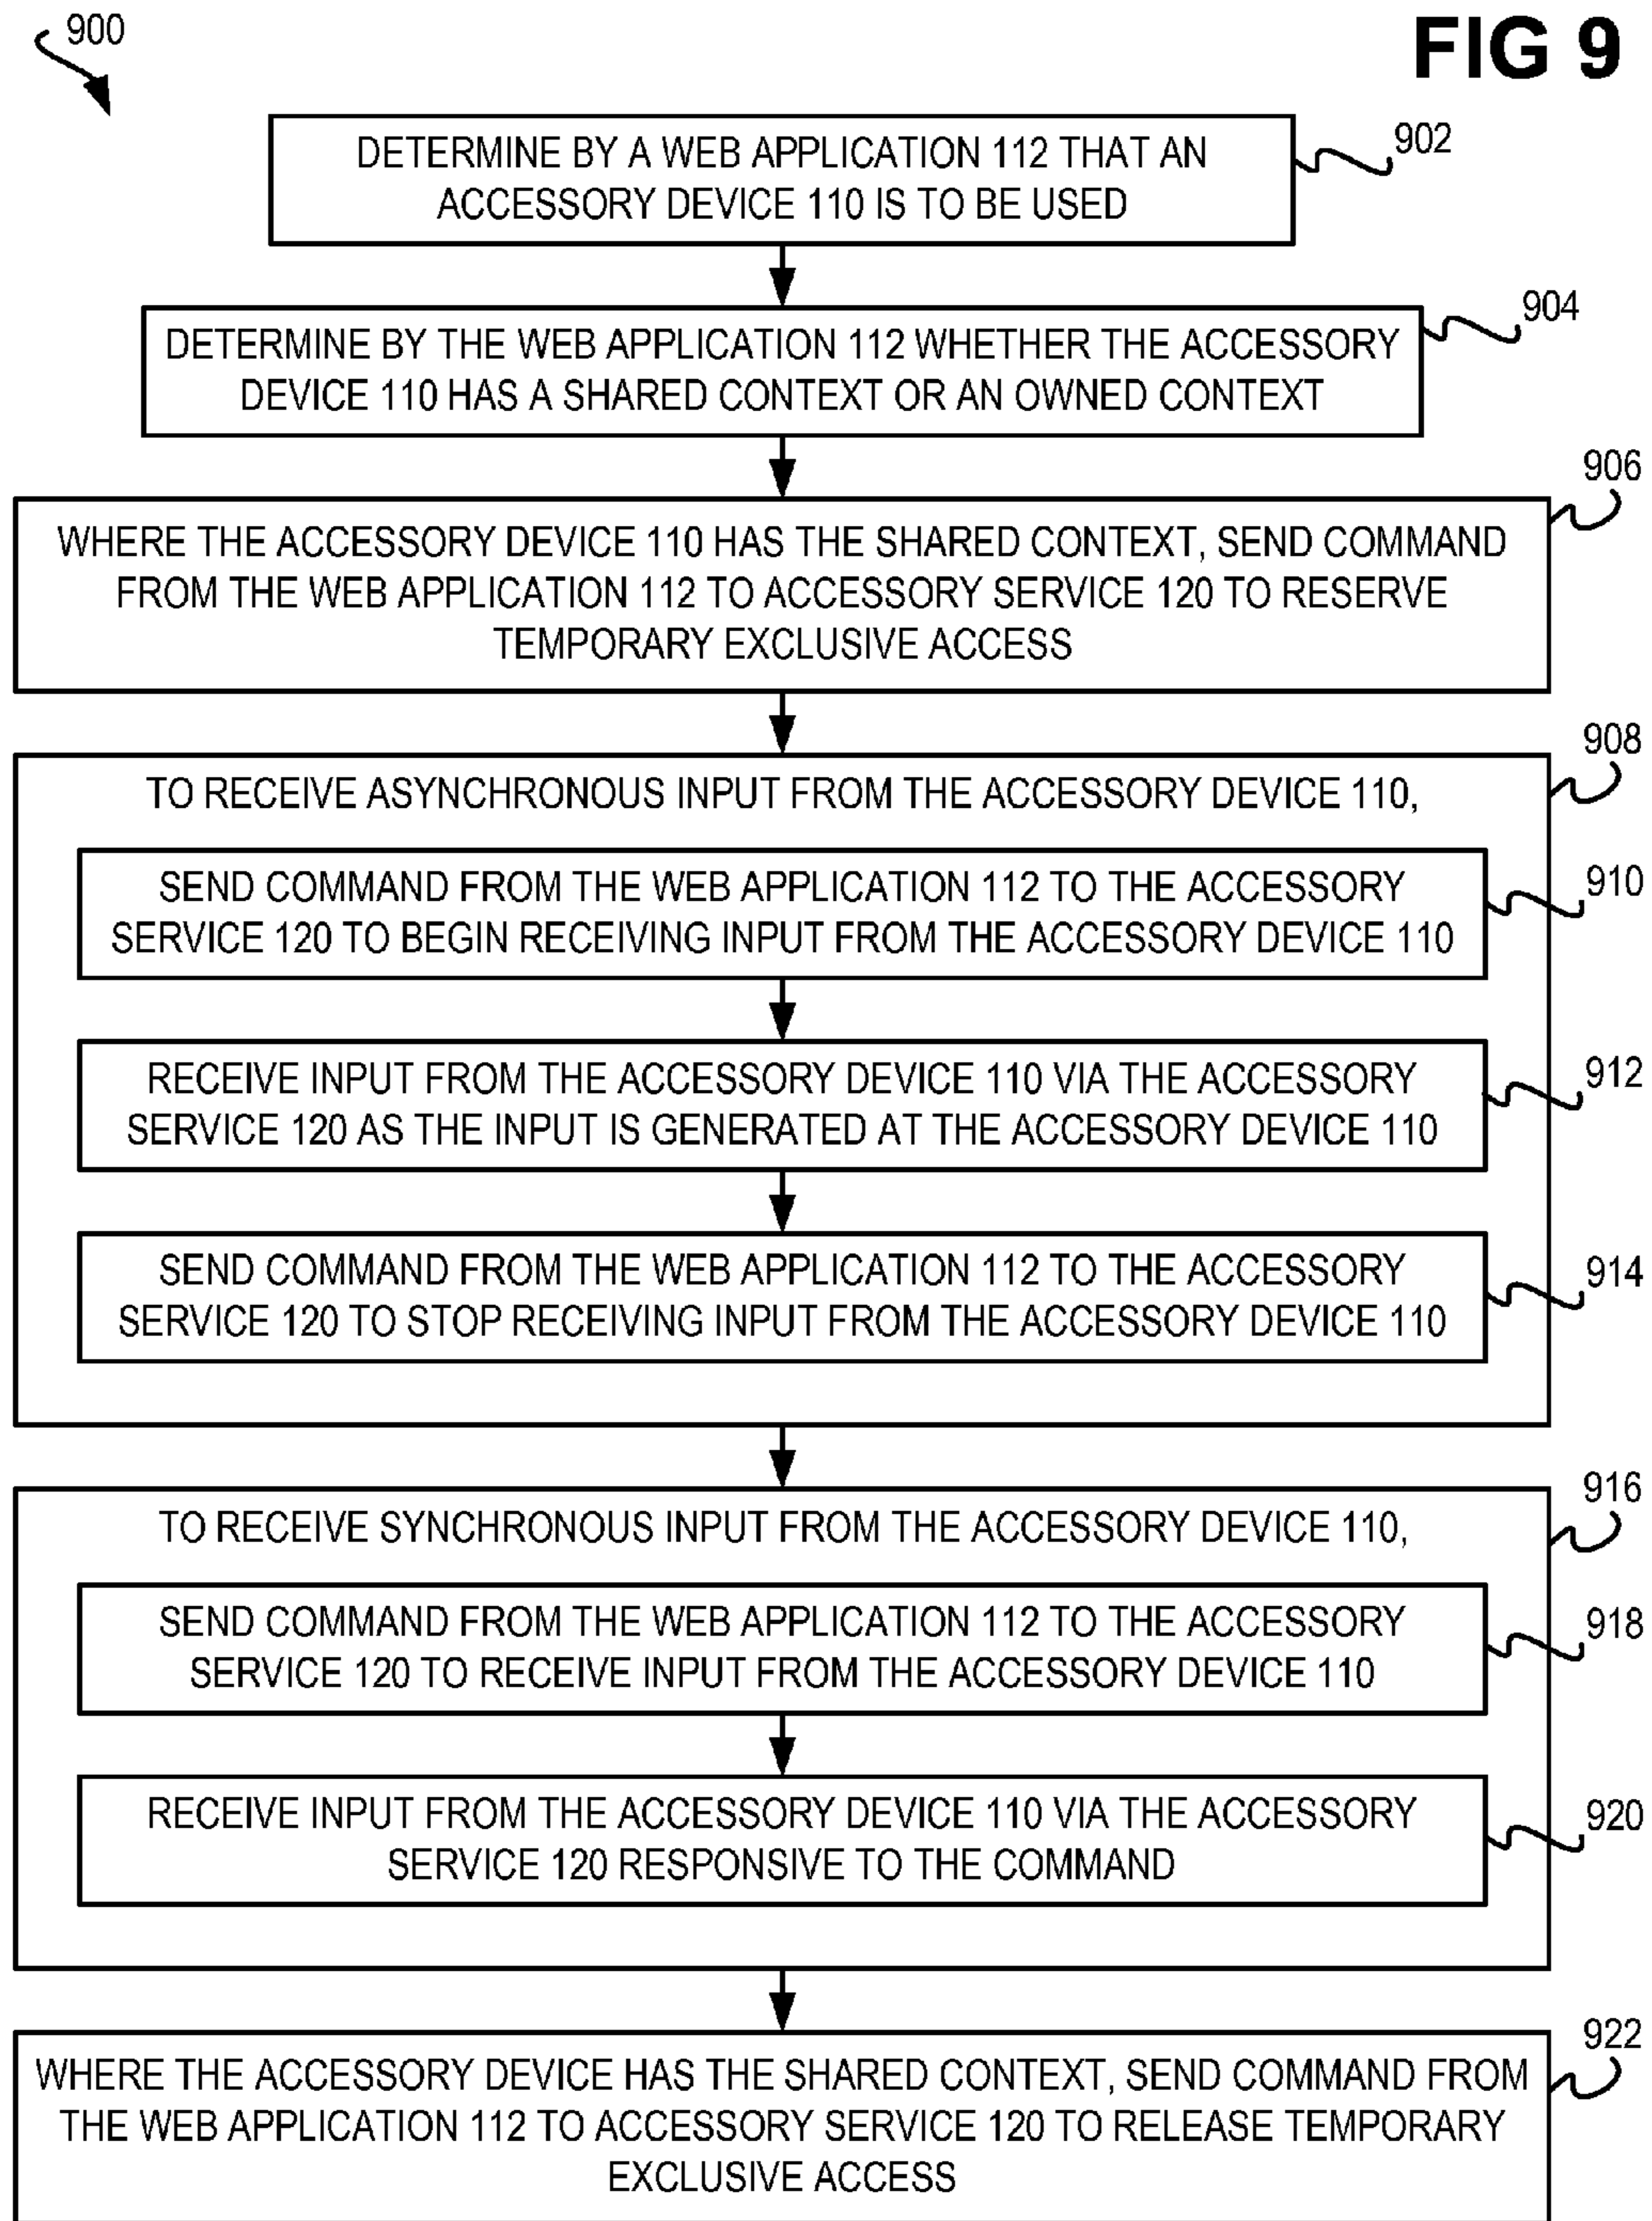 900
FIG 9
DETERMINE BY A WEB APPLICATION 112 THAT AN
ACCESSORY DEVICE 110 IS TO BE USED
902
DETERMINE BY THE WEB APPLICATION 112 WHETHER THE ACCESSORY
DEVICE 110 HAS A SHARED CONTEXT OR AN OWNED CONTEXT
904
WHERE THE ACCESSORY DEVICE 110 HAS THE SHARED CONTEXT, SEND COMMAND
FROM THE WEB APPLICATION 112 TO ACCESSORY SERVICE 120 TO RESERVE
TEMPORARY EXCLUSIVE ACCESS
906
TO RECEIVE ASYNCHRONOUS INPUT FROM THE ACCESSORY DEVICE 110,
908
SEND COMMAND FROM THE WEB APPLICATION 112 TO THE ACCESSORY
SERVICE 120 TO BEGIN RECEIVING INPUT FROM THE ACCESSORY DEVICE 110
910
RECEIVE INPUT FROM THE ACCESSORY DEVICE 110 VIA THE ACCESSORY
SERVICE 120 AS THE INPUT IS GENERATED AT THE ACCESSORY DEVICE 110
912
SEND COMMAND FROM THE WEB APPLICATION 112 TO THE ACCESSORY
SERVICE 120 TO STOP RECEIVING INPUT FROM THE ACCESSORY DEVICE 110
914
TO RECEIVE SYNCHRONOUS INPUT FROM THE ACCESSORY DEVICE 110,
916
SEND COMMAND FROM THE WEB APPLICATION 112 TO THE ACCESSORY
SERVICE 120 TO RECEIVE INPUT FROM THE ACCESSORY DEVICE 110
918
RECEIVE INPUT FROM THE ACCESSORY DEVICE 110 VIA THE ACCESSORY
SERVICE 120 RESPONSIVE TO THE COMMAND
920
WHERE THE ACCESSORY DEVICE HAS THE SHARED CONTEXT, SEND COMMAND FROM
THE WEB APPLICATION 112 TO ACCESSORY SERVICE 120 TO RELEASE TEMPORARY
EXCLUSIVE ACCESS
922